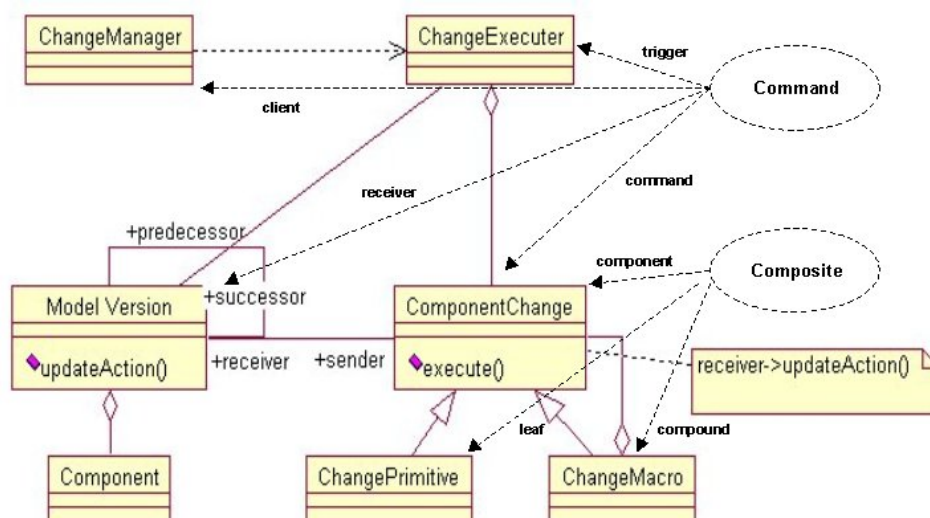 ChangeManager
ChangeExecuter
trigger
Command
client
command
receiver
+predecessor
component
Composite
Model Version
+successor
ComponentChange
updateAction()
+receiver
+sender
execute()
receiver->updateAction()
leaf
compound
Component
ChangePrimitive
ChangeMacro